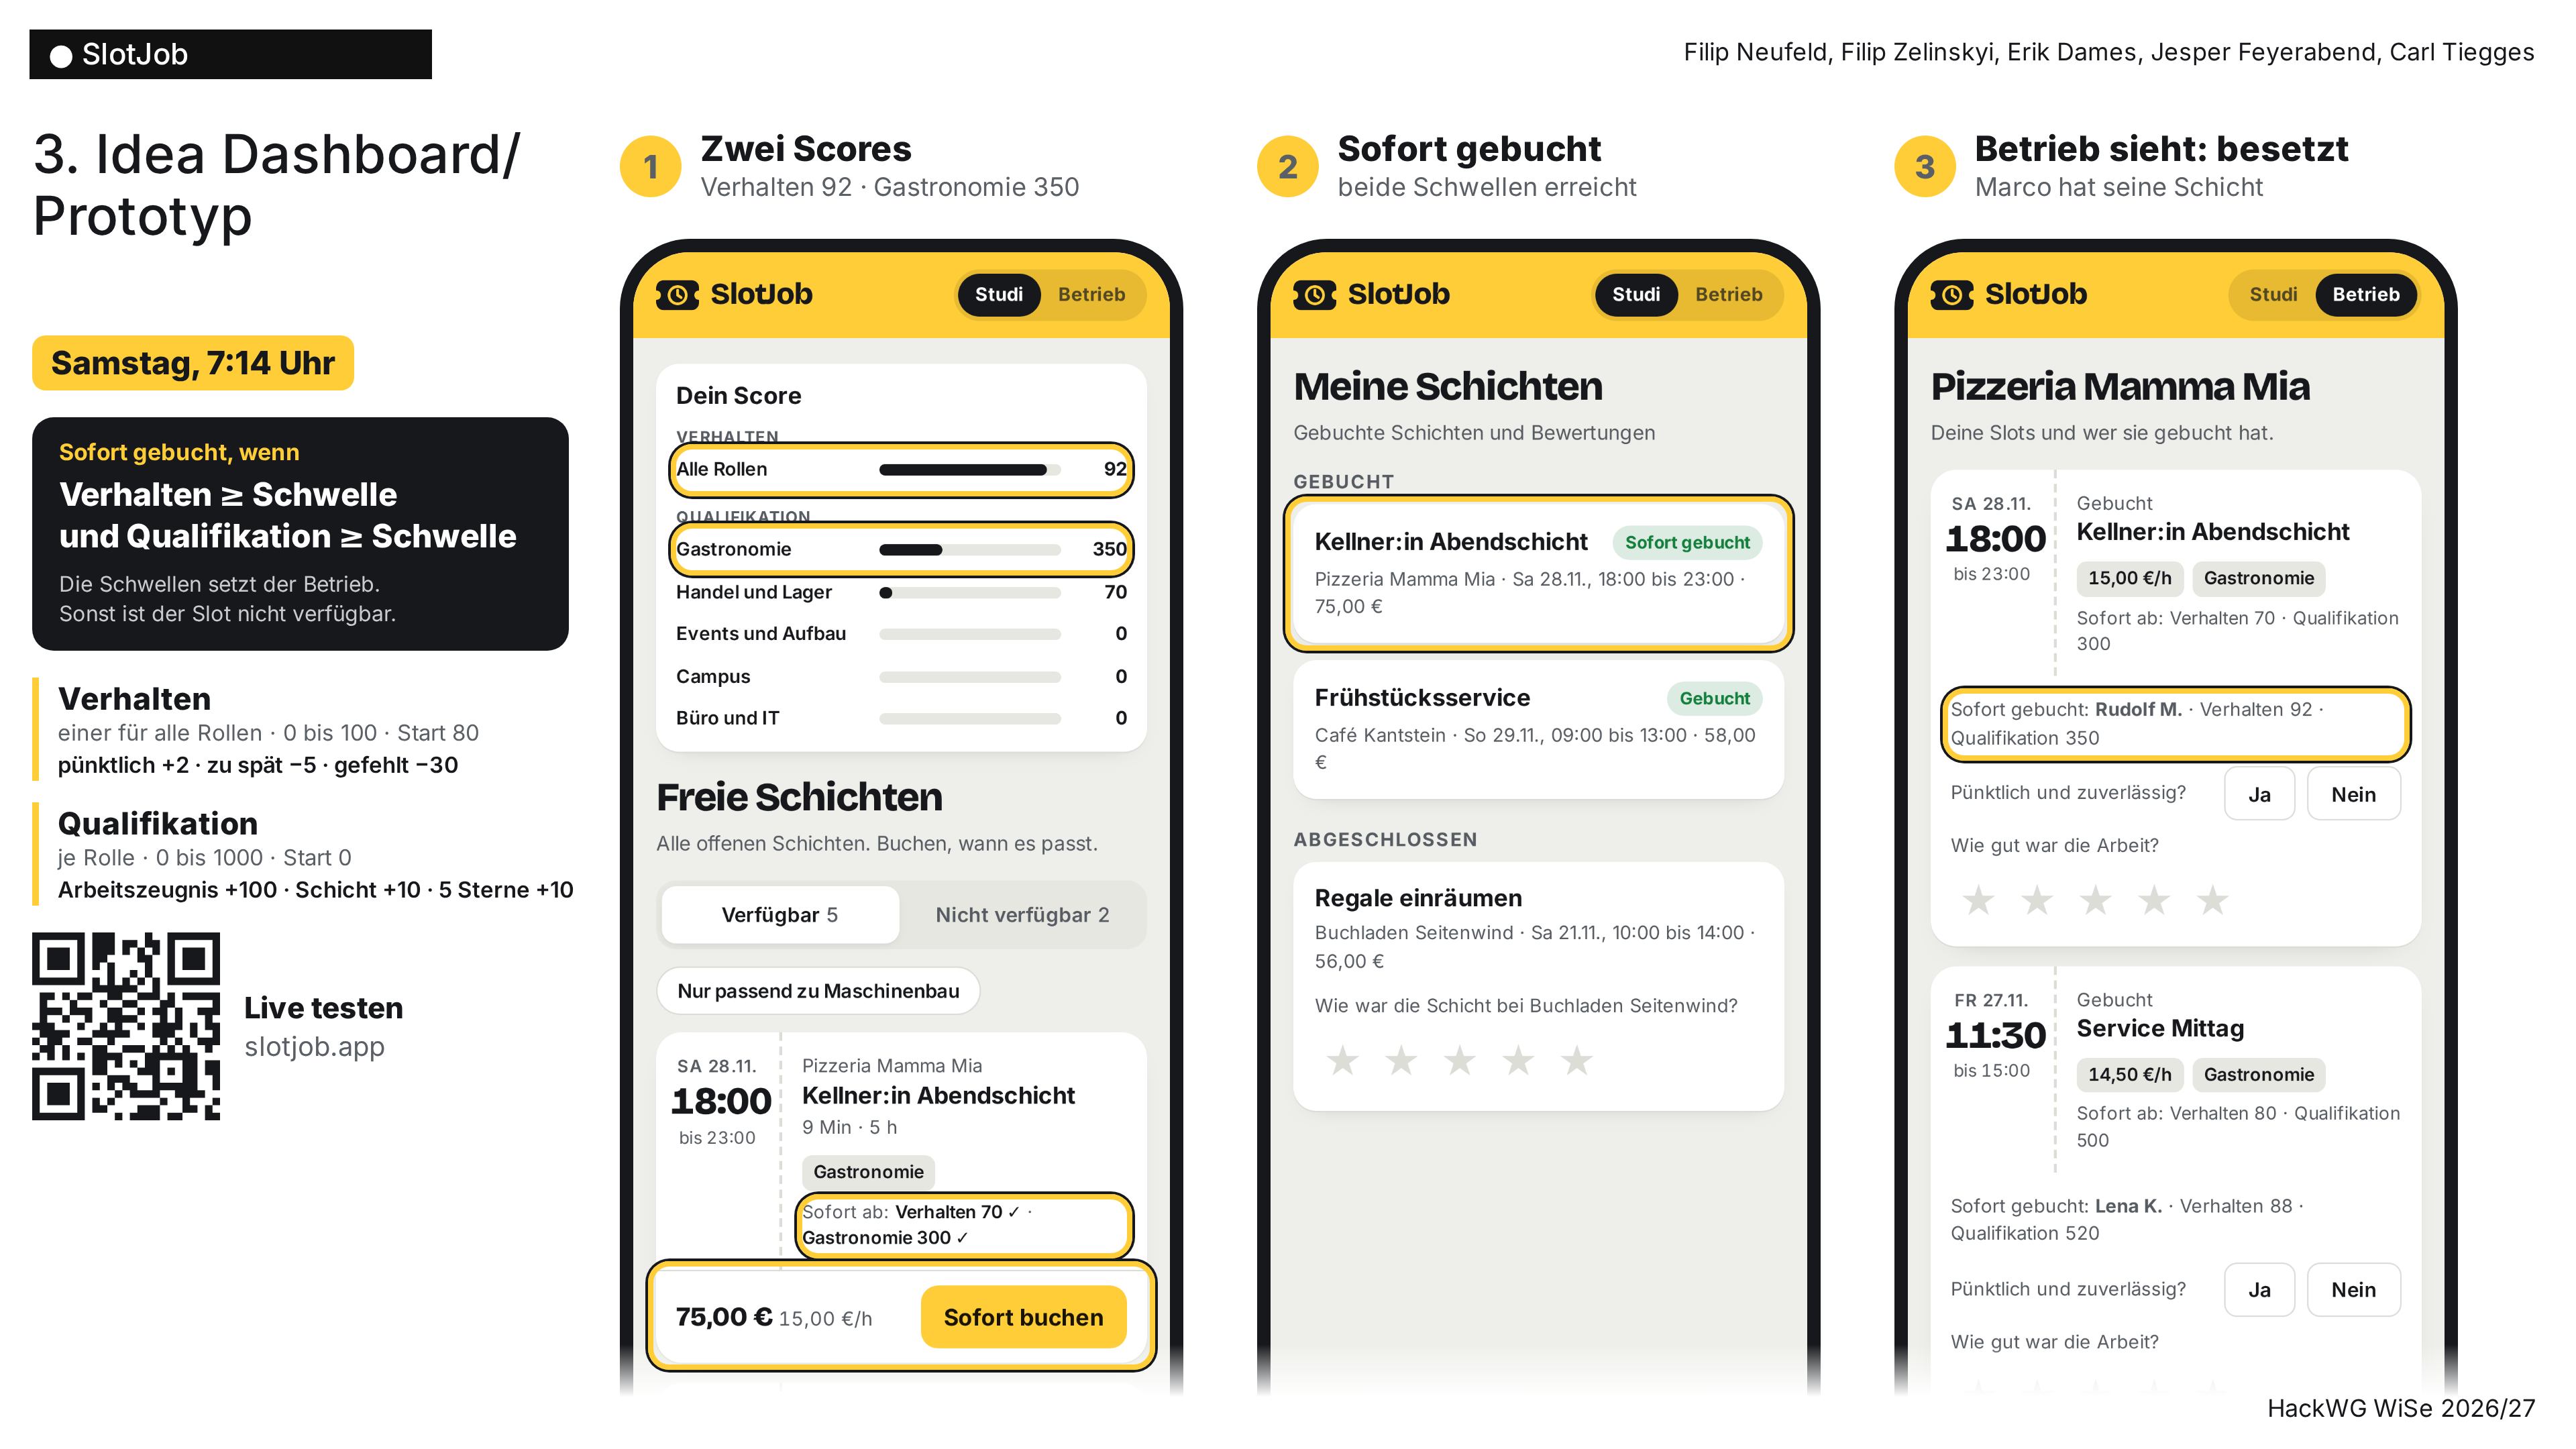 SlotJob
Filip Neufeld, Filip Zelinskyi, Erik Dames, Jesper Feyerabend, Carl Tiegges
3. Idea Dashboard/
Prototyp
Samstag, 7:14 Uhr
Sofort gebucht, wenn
Verhalten ≥ Schwelle
und Qualifikation ≥ Schwelle
Die Schwellen setzt der Betrieb.
Sonst ist der Slot nicht verfügbar.
Verhalten
einer für alle Rollen · 0 bis 100 · Start 80
pünktlich +2 · zu spät −5 · gefehlt −30
Qualifikation
je Rolle · 0 bis 1000 · Start 0
Arbeitszeugnis +100 · Schicht +10 · 5 Sterne +10
Live testen
slotjob.app
1 Zwei Scores
Verhalten 92 · Gastronomie 350
SlotJob Studi Betrieb
Dein Score
VERHALTEN
Alle Rollen 92
QUALIFIKATION
Gastronomie 350
Handel und Lager 70
Events und Aufbau 0
Campus 0
Büro und IT 0
Freie Schichten
Alle offenen Schichten. Buchen, wann es passt.
Verfügbar 5 Nicht verfügbar 2
Nur passend zu Maschinenbau
SA 28.11.
18:00
bis 23:00
Pizzeria Mamma Mia
Kellner:in Abendschicht
9 Min · 5 h
Gastronomie
Sofort ab: Verhalten 70 ✓ ·
Gastronomie 300 ✓
75,00 € 15,00 €/h Sofort buchen
2 Sofort gebucht
beide Schwellen erreicht
SlotJob Studi Betrieb
Meine Schichten
Gebuchte Schichten und Bewertungen
GEBUCHT
Kellner:in Abendschicht Sofort gebucht
Pizzeria Mamma Mia · Sa 28.11., 18:00 bis 23:00 ·
75,00 €
Frühstücksservice Gebucht
Café Kantstein · So 29.11., 09:00 bis 13:00 · 58,00
€
ABGESCHLOSSEN
Regale einräumen
Buchladen Seitenwind · Sa 21.11., 10:00 bis 14:00 ·
56,00 €
Wie war die Schicht bei Buchladen Seitenwind?
★ ★ ★ ★ ★
3 Betrieb sieht: besetzt
Marco hat seine Schicht
SlotJob Studi Betrieb
Pizzeria Mamma Mia
Deine Slots und wer sie gebucht hat.
SA 28.11.
18:00
bis 23:00
Gebucht
Kellner:in Abendschicht
15,00 €/h Gastronomie
Sofort ab: Verhalten 70 · Qualifikation
300
Sofort gebucht: Rudolf M. · Verhalten 92 ·
Qualifikation 350
Pünktlich und zuverlässig? Ja Nein
Wie gut war die Arbeit?
★ ★ ★ ★ ★
FR 27.11.
11:30
bis 15:00
Gebucht
Service Mittag
14,50 €/h Gastronomie
Sofort ab: Verhalten 80 · Qualifikation
500
Sofort gebucht: Lena K. · Verhalten 88 ·
Qualifikation 520
Pünktlich und zuverlässig? Ja Nein
Wie gut war die Arbeit?
HackWG WiSe 2026/27